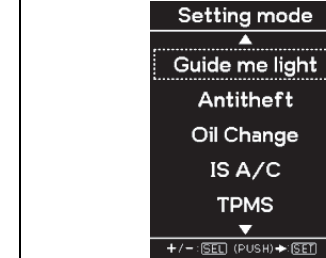 Setting mode
Guide me light
Antitheft
Oil Change
IS A/C
TPMS
+/-:SEL (PUSH)→:SET